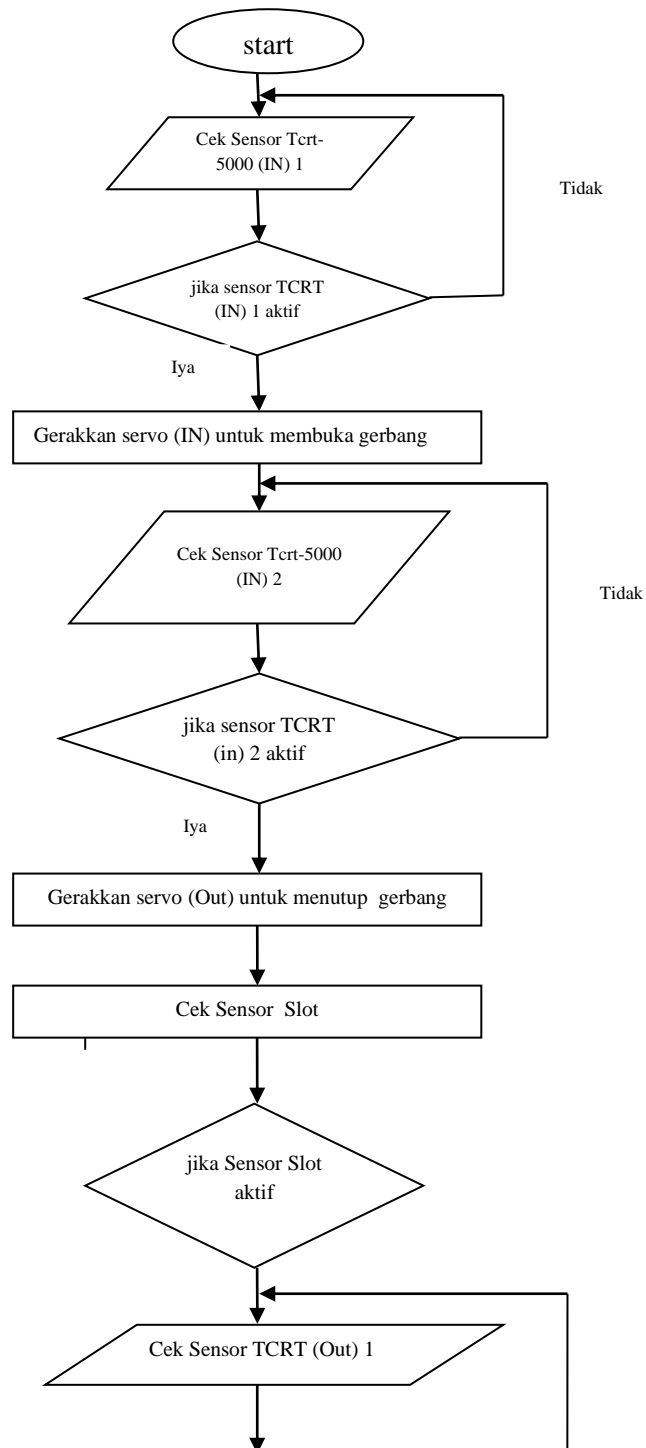 start
Cek Sensor Tcrt-
5000 (IN) 1
Tidak
jika sensor TCRT
(IN) 1 aktif
Iya
Gerakkan servo (IN) untuk membuka gerbang
Cek Sensor Tcrt-5000
(IN) 2
Tidak
jika sensor TCRT
(in) 2 aktif
Iya
Gerakkan servo (Out) untuk menutup gerbang
Cek Sensor Slot
jika Sensor Slot
aktif
Cek Sensor TCRT (Out) 1